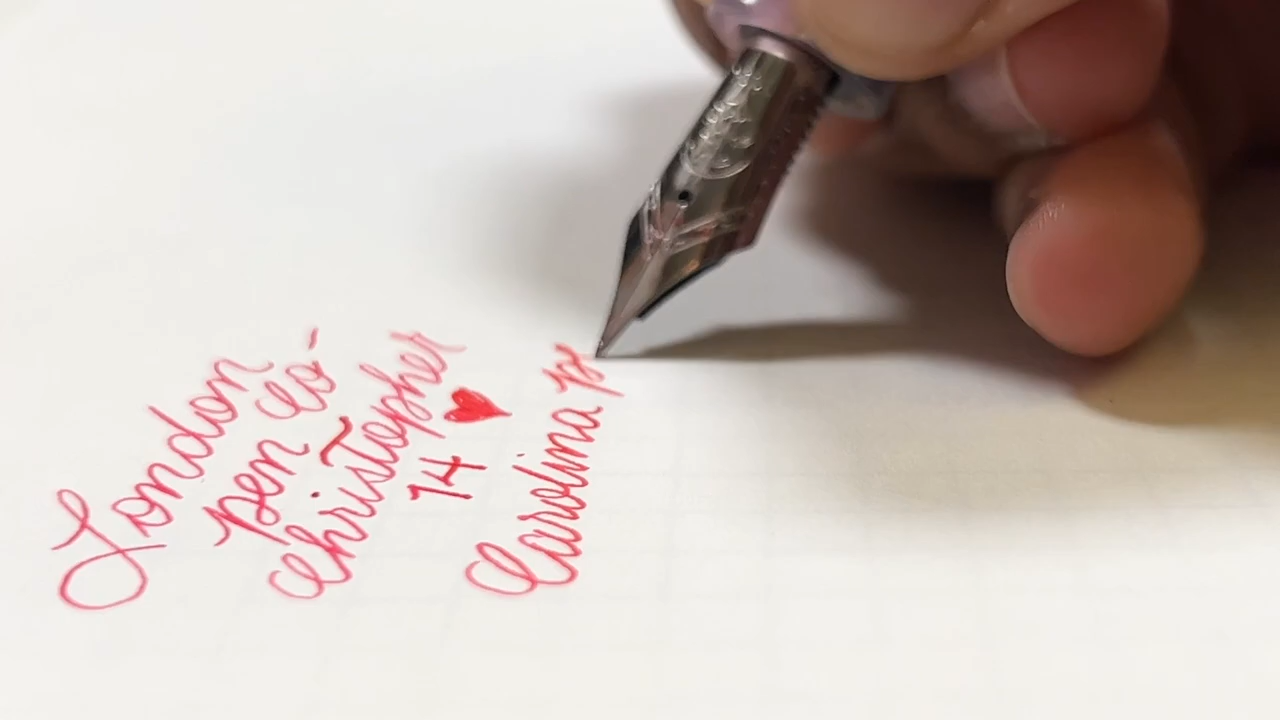 London
pen Co-
Christopher
14 ♥
Carolina p